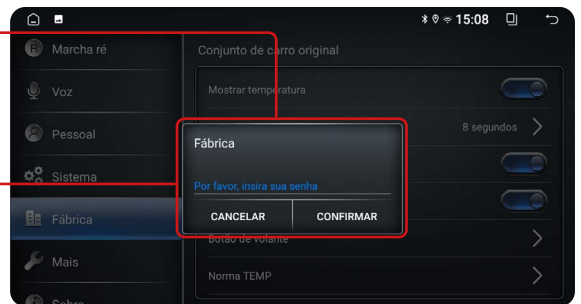 15:08
Marcha ré
Voz
Pessoal
Sistema
Fábrica
Mais
Sobre
Conjunto de carro original
Mostrar temperatura
8 segundos
Botão de volante
Norma TEMP
Fábrica
Por favor, insira sua senha
CANCELAR CONFIRMAR